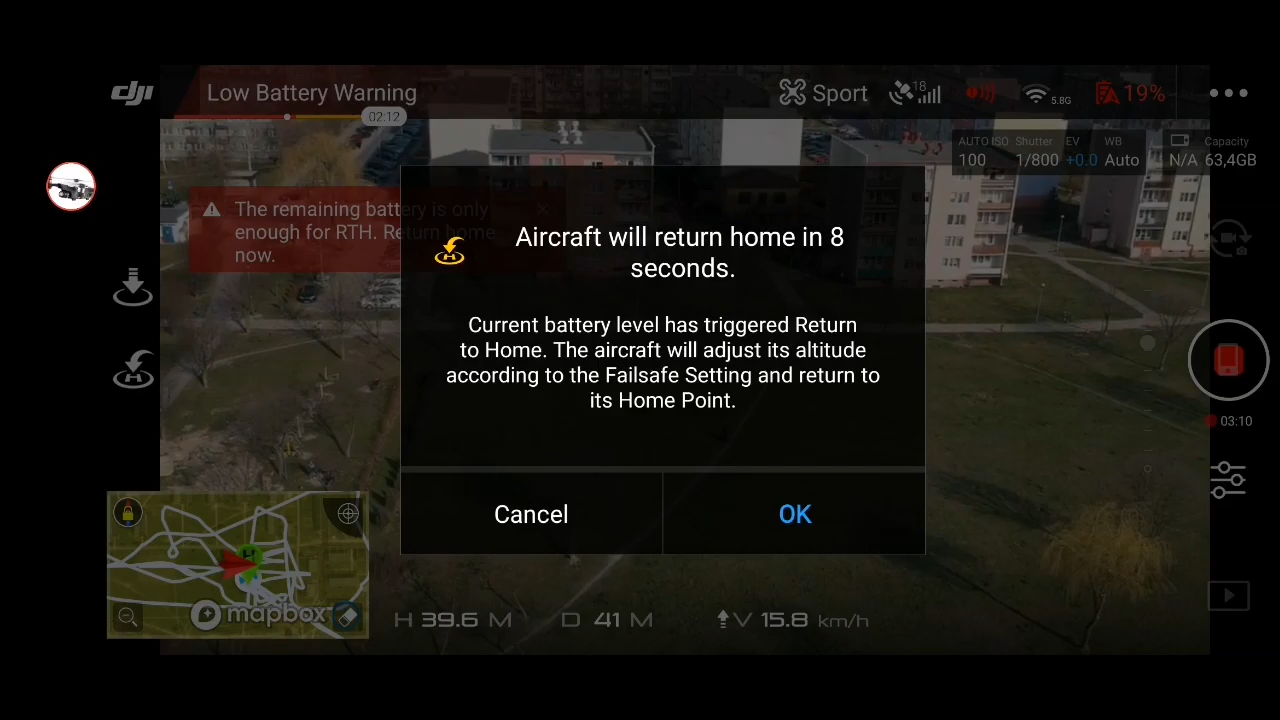 dji
Low Battery Warning
Sport
18
5.8G
19%
02:12
AUTO ISO Shutter EV WB Capacity
100 1/800 +0.0 Auto N/A 63,4GB
The remaining battery is only
enough for RTH. Return home
now.
Aircraft will return home in 8
seconds.
Current battery level has triggered Return
to Home. The aircraft will adjust its altitude
according to the Failsafe Setting and return to
its Home Point.
03:10
Cancel OK
H
mapbox
H 39.6 M D 41 M V 15.8 km/h